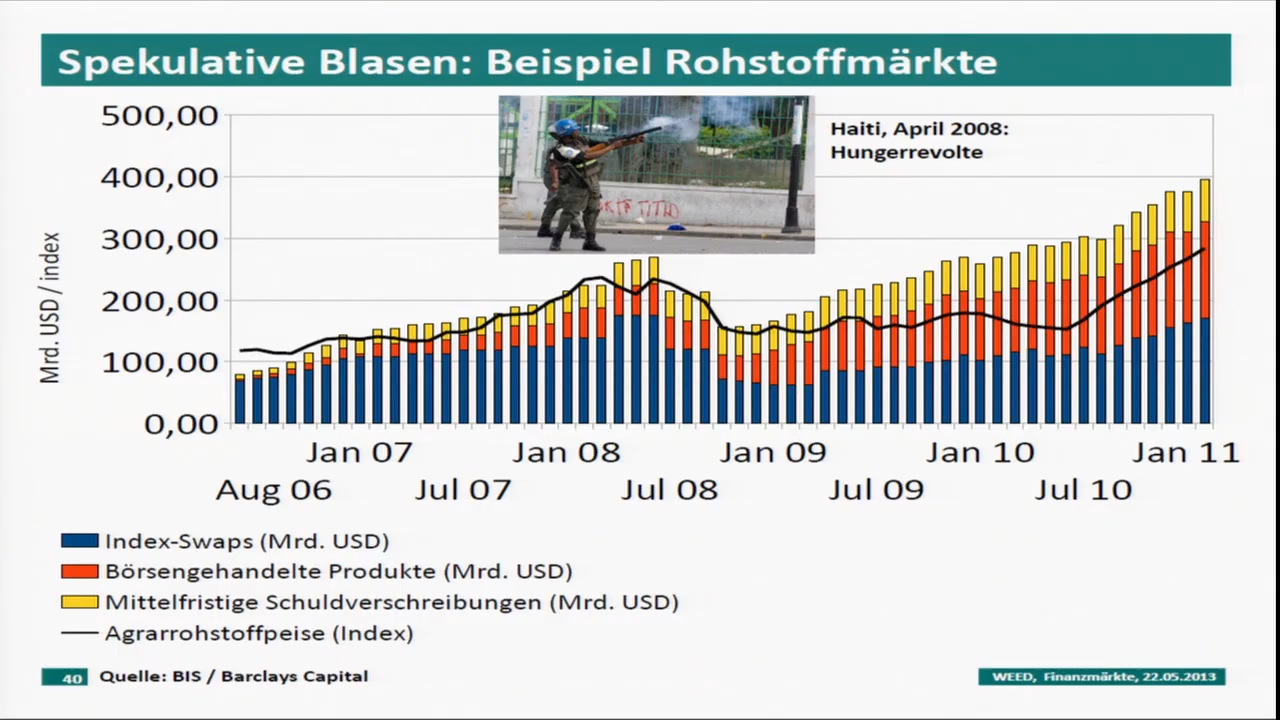 Spekulative Blasen: Beispiel Rohstoffmärkte
500,00
400,00
300,00
200,00
100,00
0,00
Mrd. USD / index
Haiti, April 2008:
Hungerrevolte
Jan 07
Jan 08
Jan 09
Jan 10
Jan 11
Aug 06
Jul 07
Jul 08
Jul 09
Jul 10
Index-Swaps (Mrd. USD)
Börsengehandelte Produkte (Mrd. USD)
Mittelfristige Schuldverschreibungen (Mrd. USD)
Agrarrohstoffpeise (Index)
40
Quelle: BIS / Barclays Capital
WEED, Finanzmärkte, 22.05.2013